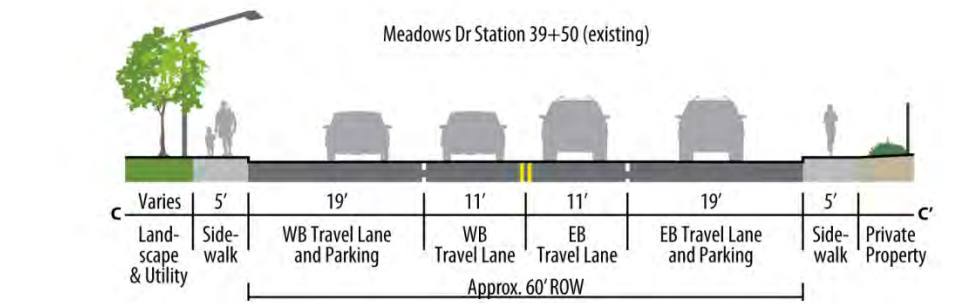 Meadows Dr Station 39+50 (existing)
Varies 5’ 19’ 11’ 11’ 19’ 5’
C C’
Land-
scape
& Utility
Side-
walk
WB Travel Lane
and Parking
WB
Travel Lane
EB
Travel Lane
EB Travel Lane
and Parking
Side-
walk
Private
Property
Approx. 60’ ROW